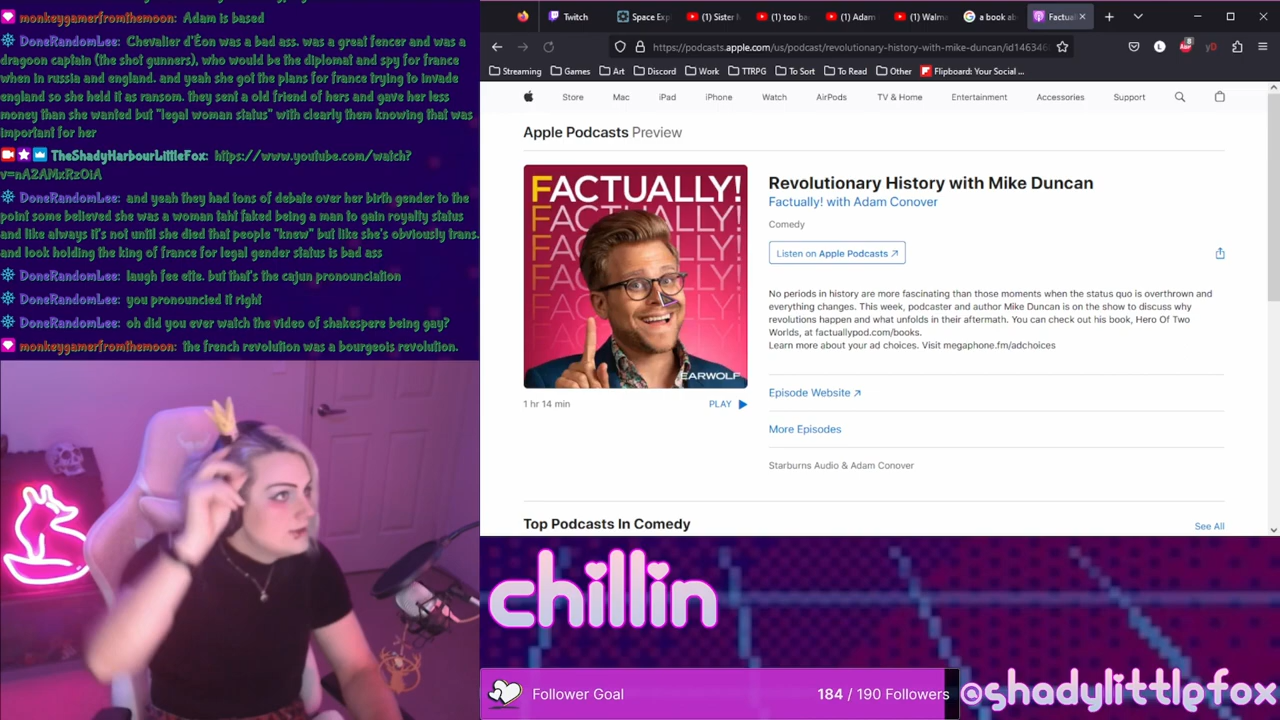 monkeygamerfromthemoon: Adam is based
DoneRandomLee: Chevalier d'Éon was a bad ass. was a great fencer and was a
dragoon captain (the shot gunners), who would be the diplomat and spy for france
when in russia and england. and yeah she got the plans for france trying to invade
england so she held it as ransom. they sent a old friend of hers and gave her less
money than she wanted but "legal woman status" with clearly them knowing that was
important for her
TheShadyHarbourLittleFox: https://www.youtube.com/watch?
v=nA2AMxRzOiA
DoneRandomLee: and yeah they had tons of debate over her birth gender to the
point some believed she was a woman taht faked being a man to gain royalty status
and like always it's not until she died that people "knew" but like she's obviously trans.
and look holding the king of france for legal gender status is bad ass
DoneRandomLee: laugh fee ette. but that's the cajun pronounciation
DoneRandomLee: you pronouncied it right
DoneRandomLee: oh did you ever watch the video of shakespere being gay?
monkeygamerfromthemoon: the french revolution was a bourgeois revolution.
Twitch
Space Exp
(1) Sister M
(1) too ba
(1) Adam
(1) Walm
a book ab
Factual
https://podcasts.apple.com/us/podcast/revolutionary-history-with-mike-duncan/id146346
8
yO
Streaming Games Art Discord Work TTRPG To Sort To Read Other Flipboard: Your Social ...
Store Mac iPad iPhone Watch AirPods TV & Home Entertainment Accessories Support
Apple Podcasts Preview
FACTUALLY!
FACTUALLY!
EARWOLF
1 hr 14 min
PLAY
Revolutionary History with Mike Duncan
Factually! with Adam Conover
Comedy
Listen on Apple Podcasts ↗
No periods in history are more fascinating than those moments when the status quo is overthrown and
everything changes. This week, podcaster and author Mike Duncan is on the show to discuss why
revolutions happen and what unfolds in their aftermath. You can check out his book, Hero Of Two
Worlds, at factuallypod.com/books.
Learn more about your ad choices. Visit megaphone.fm/adchoices
Episode Website ↗
More Episodes
Starburns Audio & Adam Conover
Top Podcasts In Comedy
See All
chillin
Follower Goal
184 / 190 Followers
@shadylittlefox